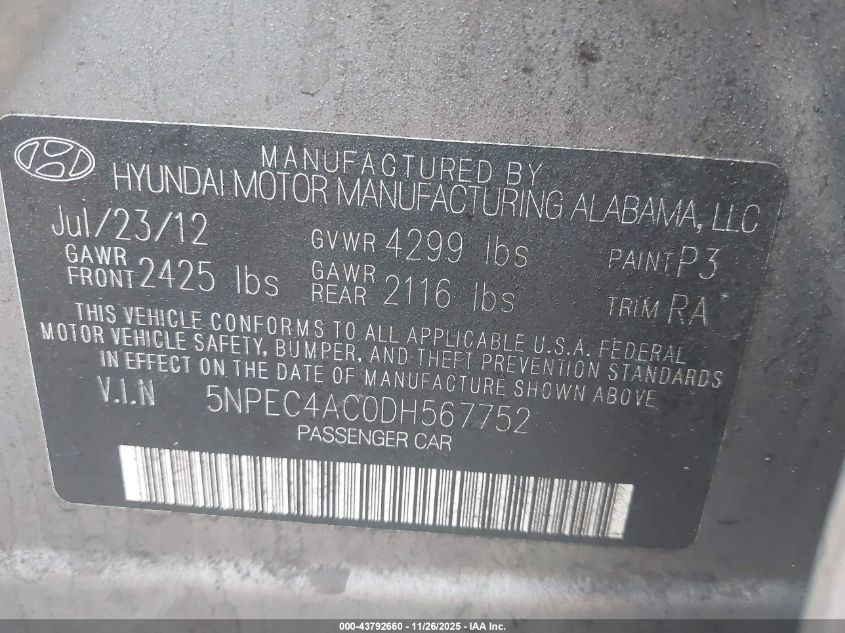 MANUFACTURED BY
HYUNDAI MOTOR MANUFACTURING ALABAMA, LLC
Jul/23/12 GVWR 4299 lbs PAINT P3
GAWR FRONT 2425 lbs GAWR REAR 2116 lbs TRIM RA
THIS VEHICLE CONFORMS TO ALL APPLICABLE U.S.A. FEDERAL
MOTOR VEHICLE SAFETY, BUMPER, AND THEFT PREVENTION STANDARDS
IN EFFECT ON THE DATE OF MANUFACTURE SHOWN ABOVE
V.I.N 5NPEC4AC0DH567752
PASSENGER CAR
000-43792660 - 11/26/2025 - IAA Inc.